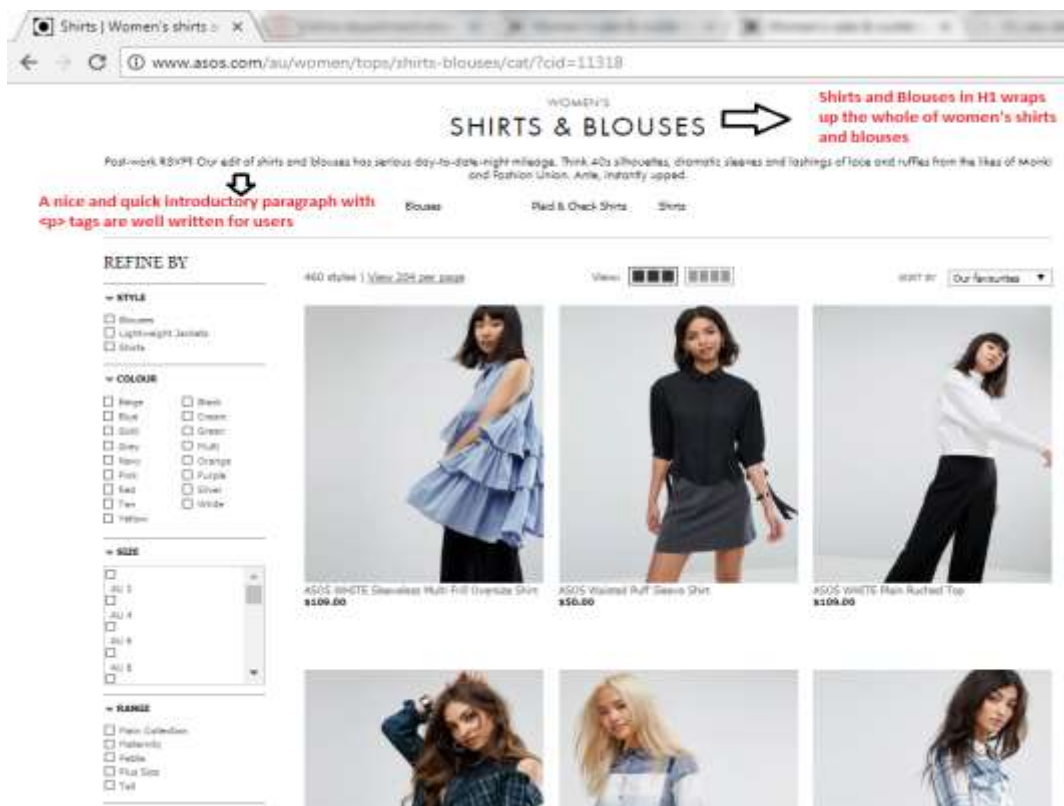 Shirts | Women's shirts
www.asos.com/au/women/tops/shirts-blouses/cat/?cid=11318
WOMEN'S
SHIRTS & BLOUSES
Shirts and Blouses in H1 wraps
up the whole of women's shirts
and blouses
Post-work RSVP? Our edit of shirts and blouses has serious day-to-date-night mileage. Think 40s silhouettes, dramatic sleeves and lashings of lace and ruffles from the likes of Monki
and Fashion Union. Ante, instantly upped.
A nice and quick introductory paragraph with
<p> tags are well written for users
Blouses Plaid & Check Shirts Shirts
REFINE BY
460 styles | View 204 per page View: SORT BY Our favourites
STYLE
Blouses
Lightweight Jackets
Shirts
COLOUR
Beige Black
Blue Cream
Gold Green
Grey Multi
Navy Orange
Pink Purple
Red Silver
Tan White
Yellow
SIZE
AU 4
AU 6
AU 8
ASOS WHITE Sleeveless Multi Frill Oversize Shirt
$109.00
ASOS Waisted Puff Sleeve Shirt
$50.00
ASOS WHITE Plain Ruched Top
$109.00
RANGE
Main Collection
Maternity
Petite
Plus Size
Tall